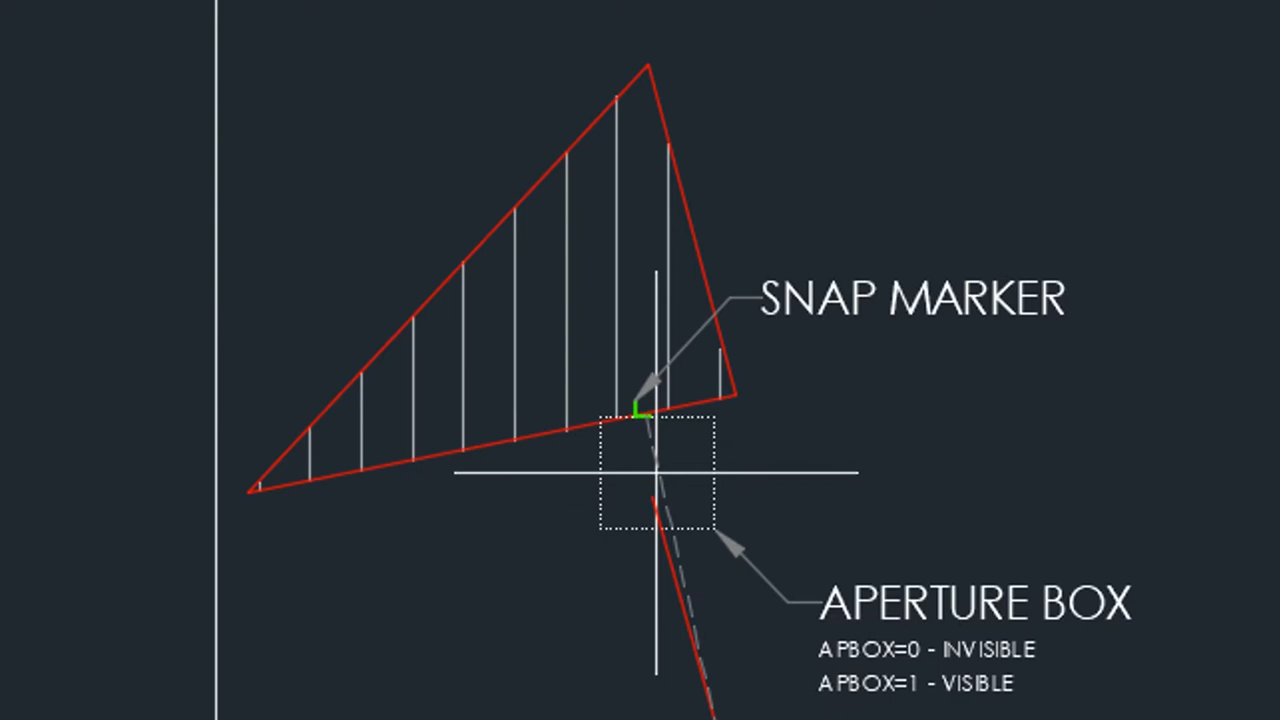 SNAP MARKER
APERTURE BOX
APBOX=0 - INVISIBLE
APBOX=1 - VISIBLE